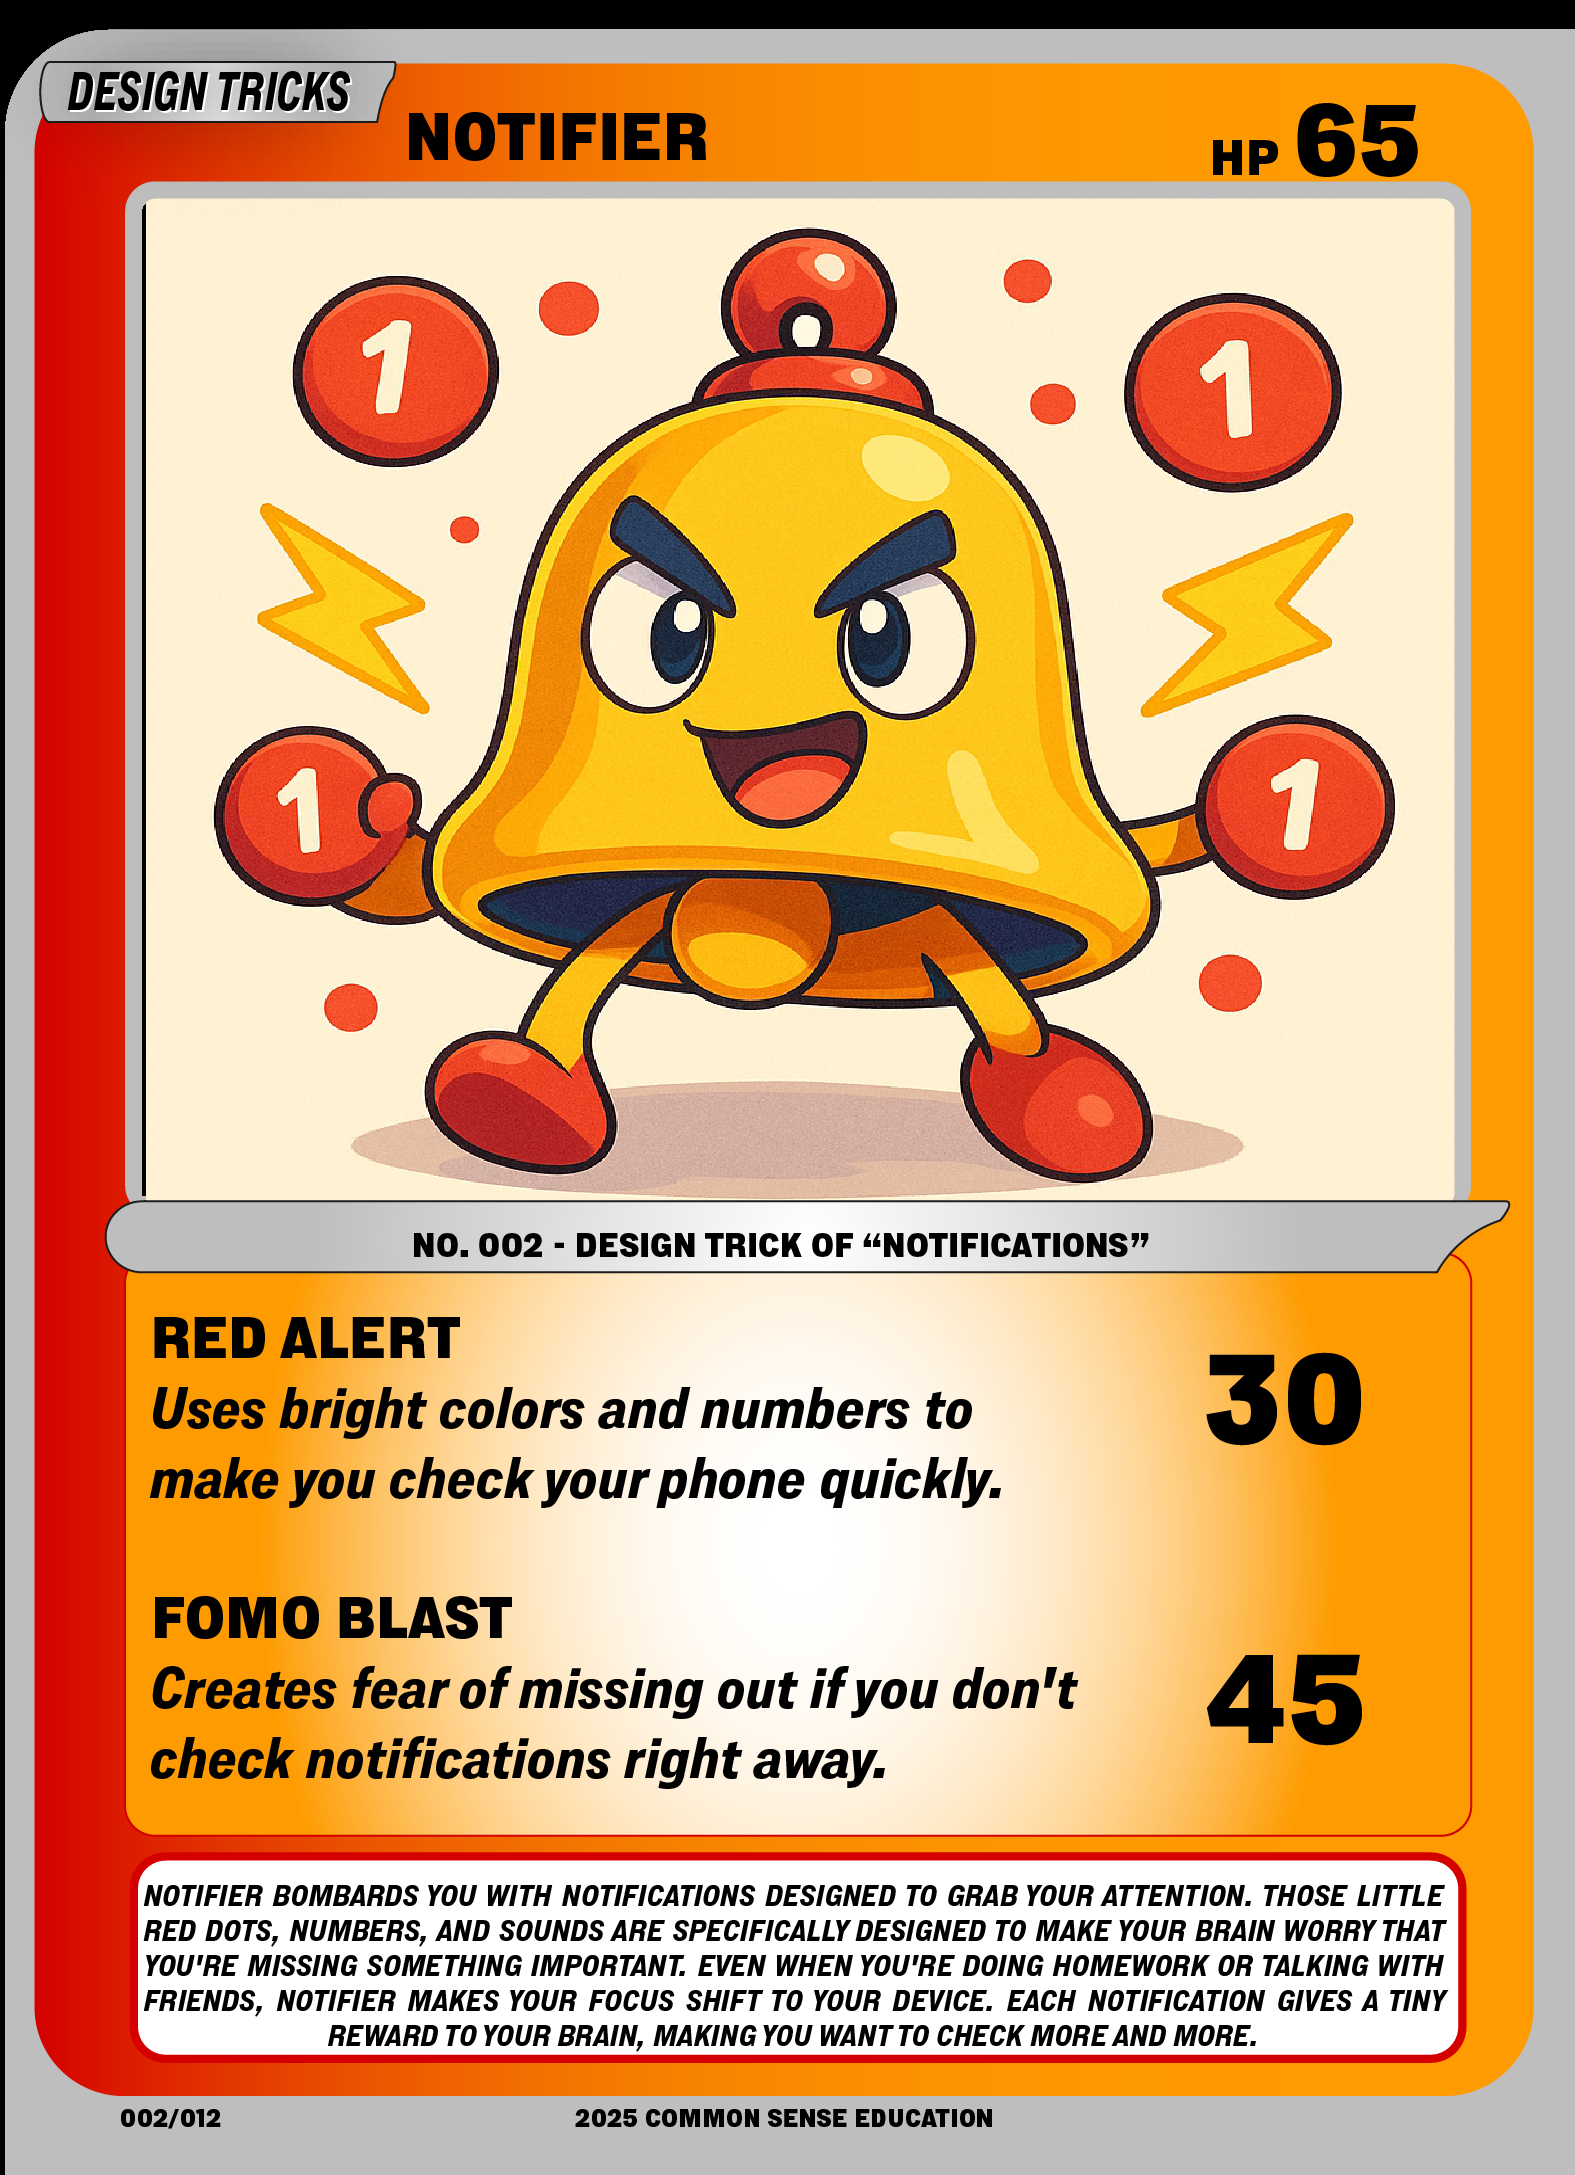 DESIGN TRICKS
NOTIFIER
HP 65
1
1
1
1
NO. 002 - DESIGN TRICK OF “NOTIFICATIONS”
RED ALERT
Uses bright colors and numbers to
make you check your phone quickly.
30
FOMO BLAST
Creates fear of missing out if you don't
check notifications right away.
45
NOTIFIER BOMBARDS YOU WITH NOTIFICATIONS DESIGNED TO GRAB YOUR ATTENTION. THOSE LITTLE
RED DOTS, NUMBERS, AND SOUNDS ARE SPECIFICALLY DESIGNED TO MAKE YOUR BRAIN WORRY THAT
YOU'RE MISSING SOMETHING IMPORTANT. EVEN WHEN YOU'RE DOING HOMEWORK OR TALKING WITH
FRIENDS, NOTIFIER MAKES YOUR FOCUS SHIFT TO YOUR DEVICE. EACH NOTIFICATION GIVES A TINY
REWARD TO YOUR BRAIN, MAKING YOU WANT TO CHECK MORE AND MORE.
002/012
2025 COMMON SENSE EDUCATION